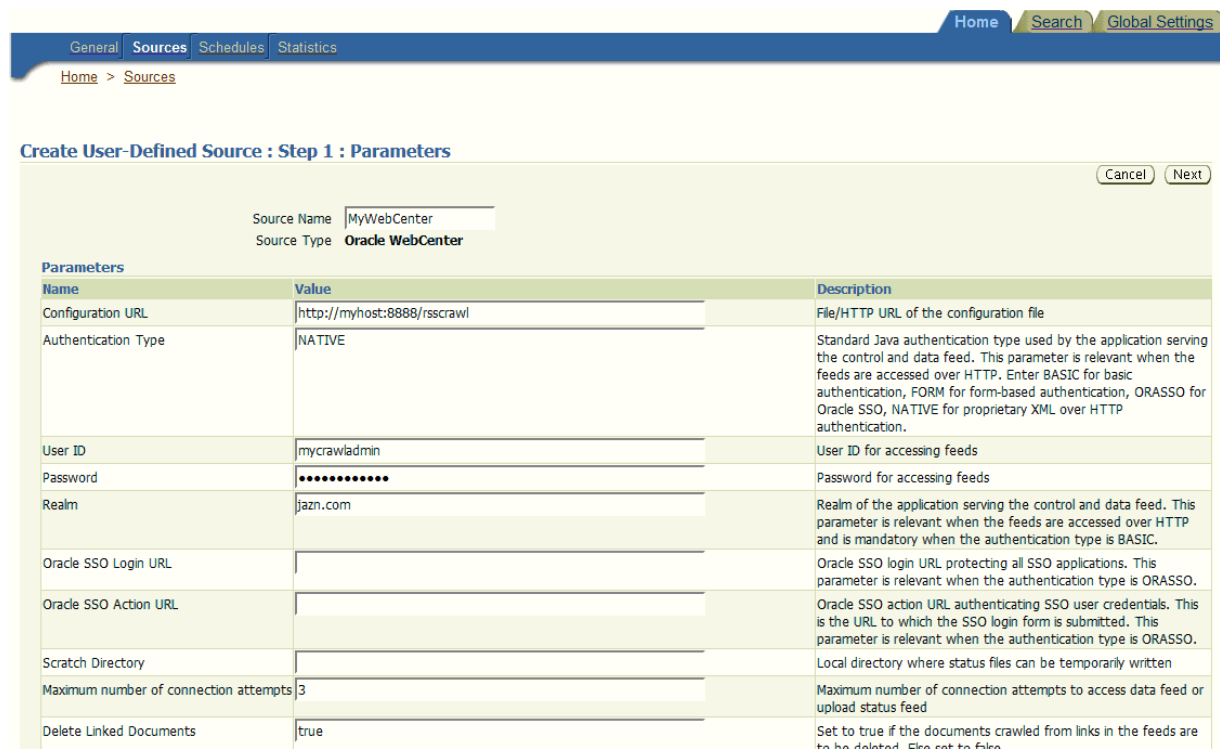 Home Search Global Settings
General Sources Schedules Statistics
Home > Sources
Create User-Defined Source : Step 1 : Parameters
Cancel Next
Source Name MyWebCenter
Source Type Oracle WebCenter
Parameters
Name Value Description
Configuration URL http://myhost:8888/rsscrawl File/HTTP URL of the configuration file
Authentication Type NATIVE Standard Java authentication type used by the application serving
the control and data feed. This parameter is relevant when the
feeds are accessed over HTTP. Enter BASIC for basic
authentication, FORM for form-based authentication, ORASSO for
Oracle SSO, NATIVE for proprietary XML over HTTP
authentication.
User ID mycrawladmin User ID for accessing feeds
Password •••••••••••• Password for accessing feeds
Realm jazn.com Realm of the application serving the control and data feed. This
parameter is relevant when the feeds are accessed over HTTP
and is mandatory when the authentication type is BASIC.
Oracle SSO Login URL Oracle SSO login URL protecting all SSO applications. This
parameter is relevant when the authentication type is ORASSO.
Oracle SSO Action URL Oracle SSO action URL authenticating SSO user credentials. This
is the URL to which the SSO login form is submitted. This
parameter is relevant when the authentication type is ORASSO.
Scratch Directory Local directory where status files can be temporarily written
Maximum number of connection attempts 3 Maximum number of connection attempts to access data feed or
upload status feed
Delete Linked Documents true Set to true if the documents crawled from links in the feeds are
to be deleted. Else set to false